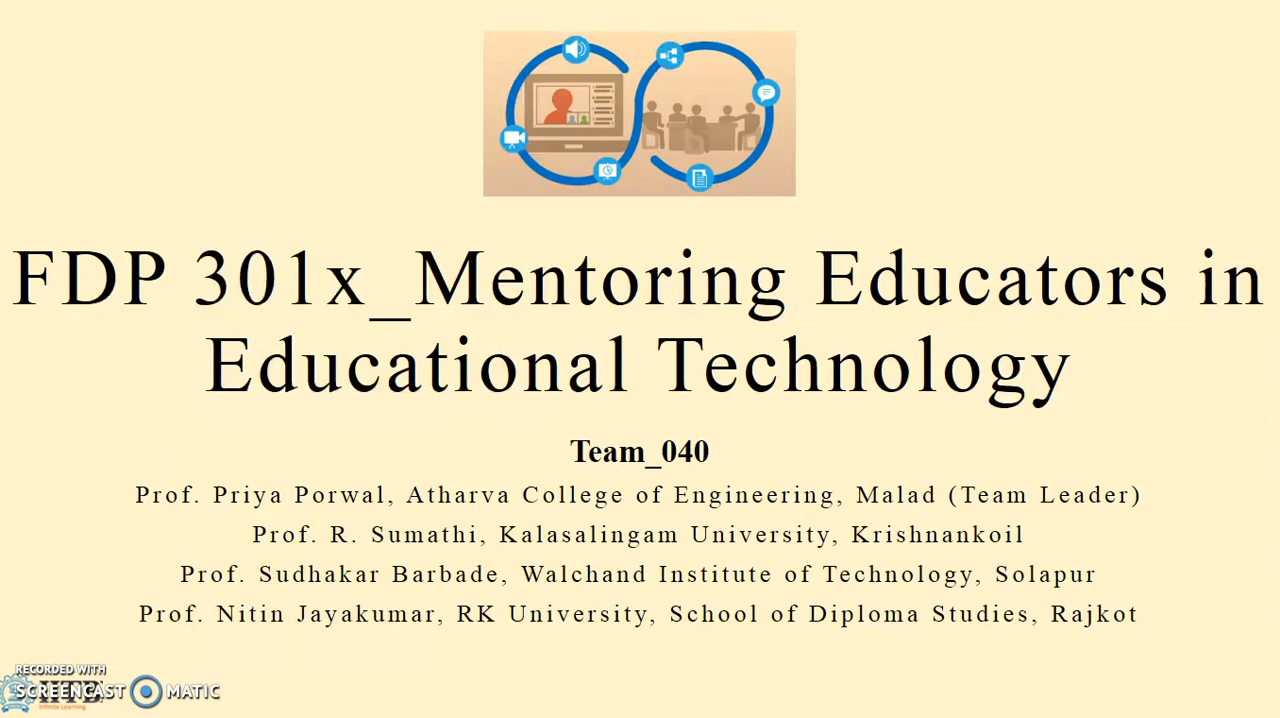 FDP 301x_Mentoring Educators in
Educational Technology
Team_040
Prof. Priya Porwal, Atharva College of Engineering, Malad (Team Leader)
Prof. R. Sumathi, Kalasalingam University, Krishnankoil
Prof. Sudhakar Barbade, Walchand Institute of Technology, Solapur
Prof. Nitin Jayakumar, RK University, School of Diploma Studies, Rajkot
RECORDED WITH
SCREENCAST MATIC
Infinite Learning